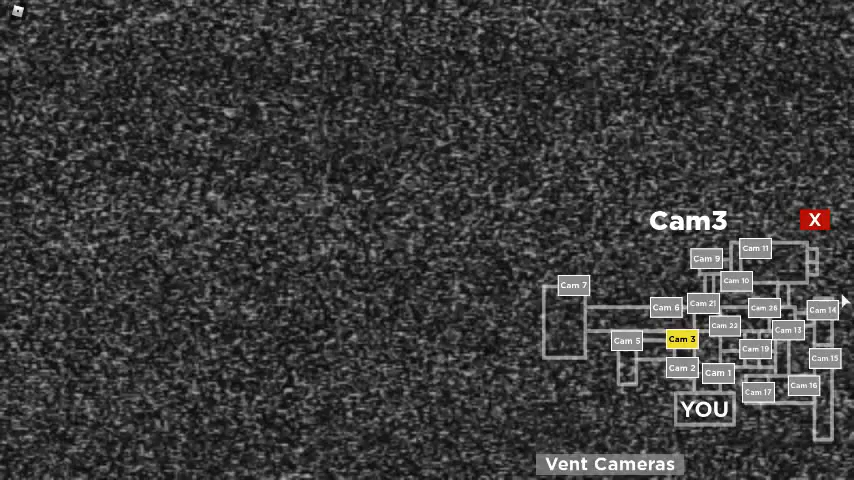 Cam3
X
Cam 11
Cam 9
Cam 10
Cam 7
Cam 21
Cam 6
Cam 14
Cam 22
Cam 13
Cam 5
Cam 3
Cam 19
Cam 15
Cam 2
Cam 1
Cam 16
Cam 17
YOU
Vent Cameras